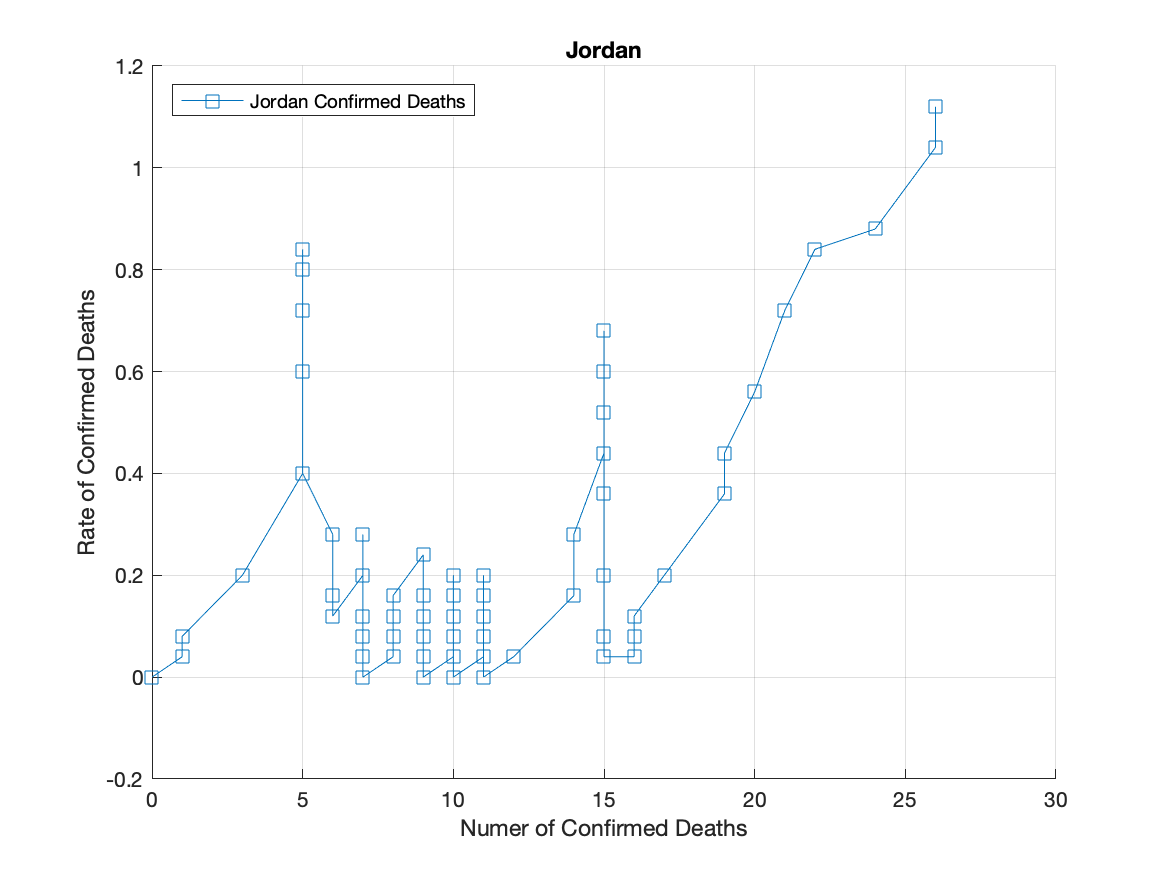 Jordan
Jordan Confirmed Deaths
1.2
1
0.8
0.6
0.4
0.2
0
-0.2
Rate of Confirmed Deaths
0 5 10 15 20 25 30
Numer of Confirmed Deaths